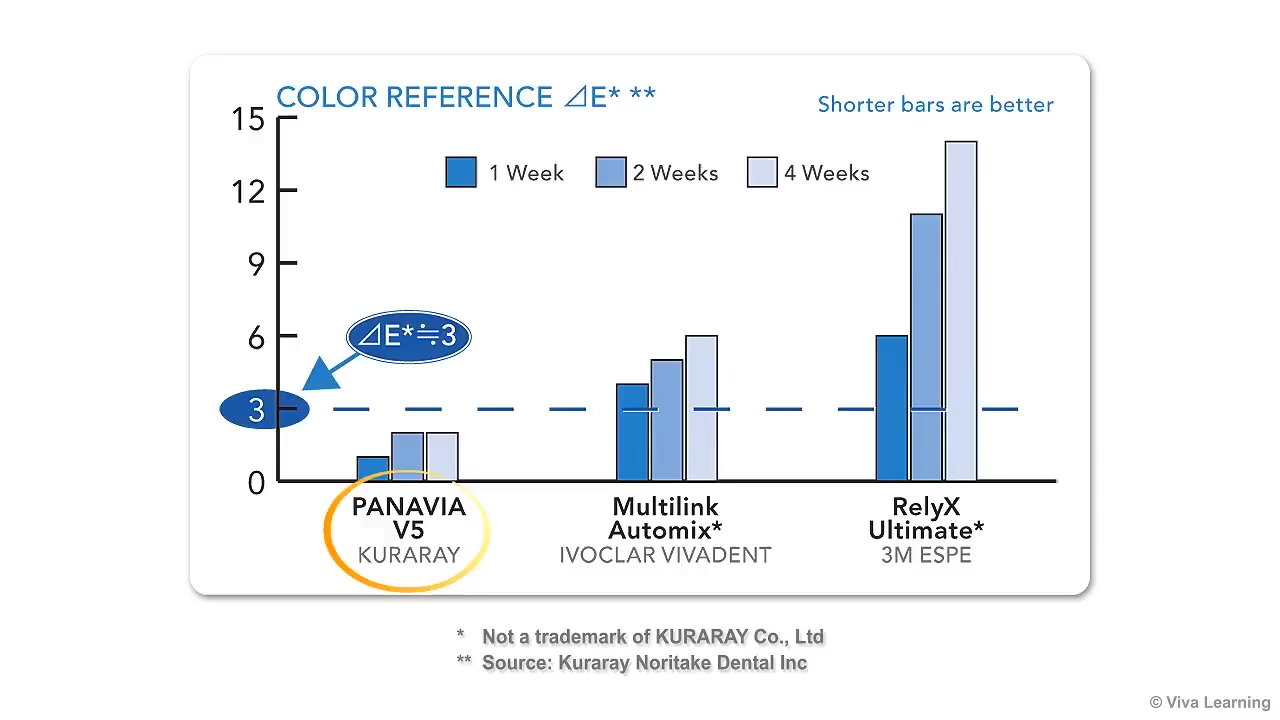 COLOR REFERENCE ⊿E* **
Shorter bars are better
15
12
9
6
3
0
1 Week
2 Weeks
4 Weeks
⊿E*≒3
PANAVIA
V5
KURARAY
Multilink
Automix*
IVOCLAR VIVADENT
RelyX
Ultimate*
3M ESPE
* Not a trademark of KURARAY Co., Ltd
** Source: Kuraray Noritake Dental Inc
© Viva Learning